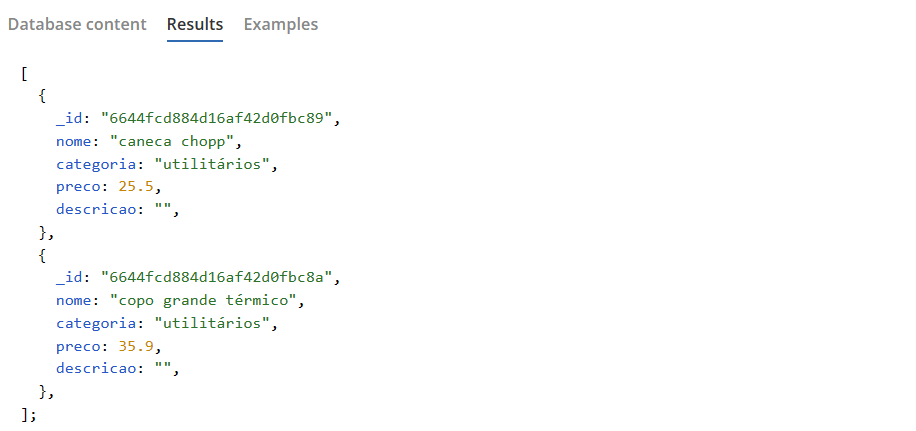 Database content Results Examples
[
{
_id: "6644fcd884d16af42d0fbc89",
nome: "caneca chopp",
categoria: "utilitários",
preco: 25.5,
descricao: "",
},
{
_id: "6644fcd884d16af42d0fbc8a",
nome: "copo grande térmico",
categoria: "utilitários",
preco: 35.9,
descricao: "",
},
];